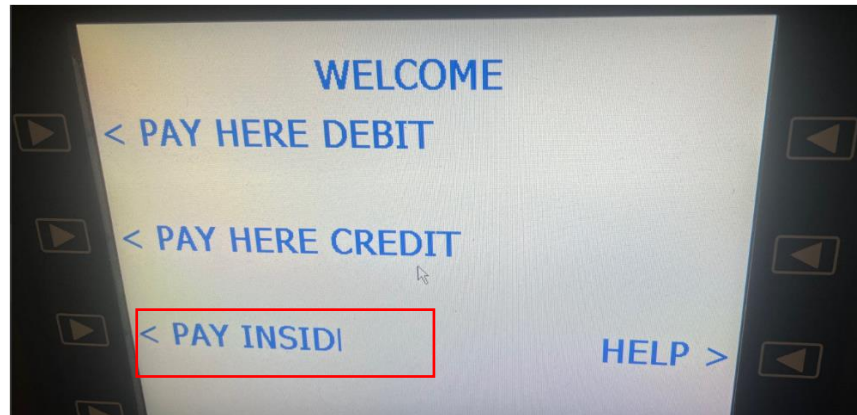 WELCOME
< PAY HERE DEBIT
< PAY HERE CREDIT
< PAY INSID
HELP >